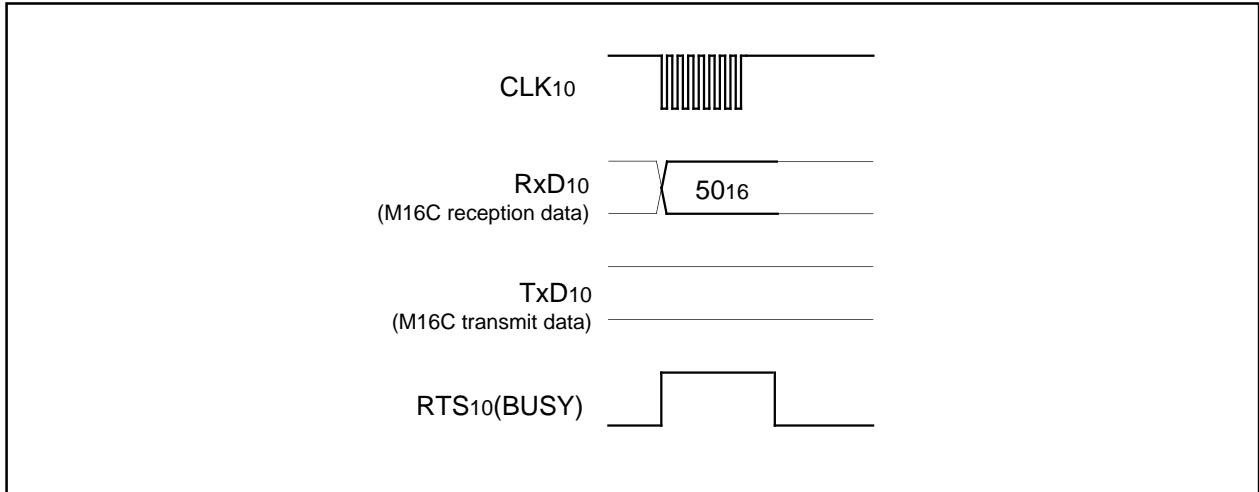 CLK10
RxD10
5016
(M16C reception data)
TxD10
(M16C transmit data)
RTS10(BUSY)